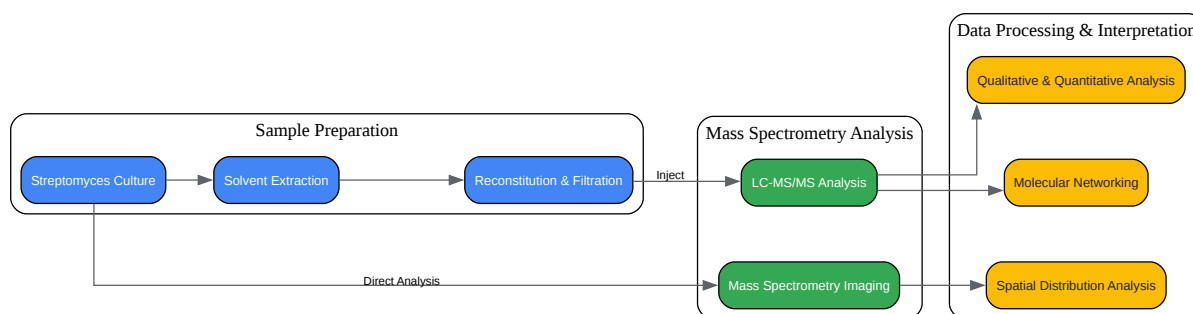 Data Processing & Interpretation
Qualitative & Quantitative Analysis
Sample Preparation
Mass Spectrometry Analysis
Streptomyces Culture
Solvent Extraction
Reconstitution & Filtration
Inject
LC-MS/MS Analysis
Molecular Networking
Direct Analysis
Mass Spectrometry Imaging
Spatial Distribution Analysis